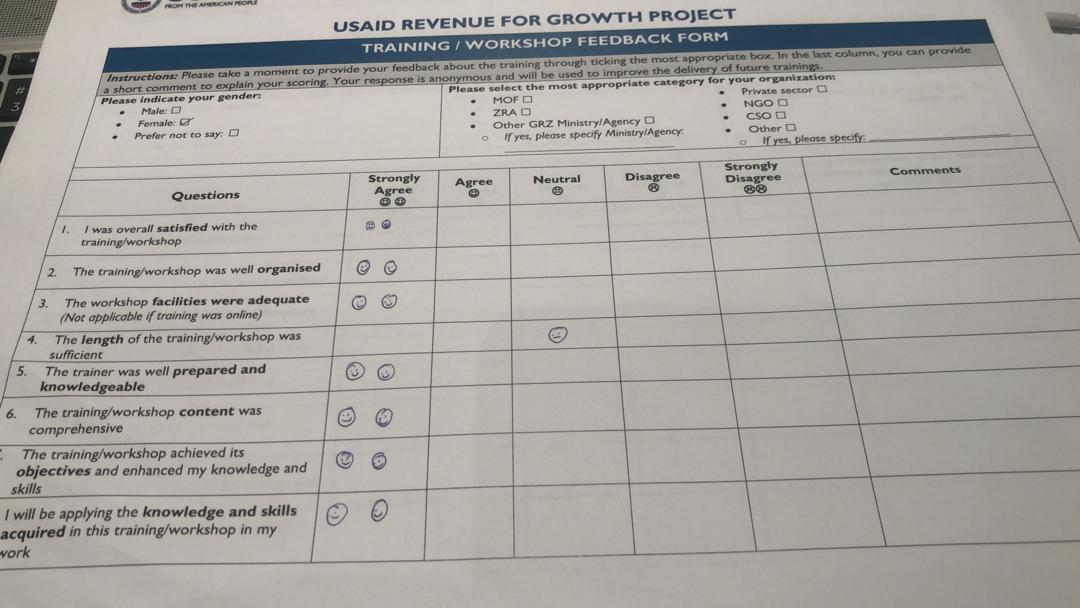 FROM THE AMERICAN PEOPLE
USAID REVENUE FOR GROWTH PROJECT
TRAINING / WORKSHOP FEEDBACK FORM
Instructions: Please take a moment to provide your feedback about the training through ticking the most appropriate box. In the last column, you can provide
a short comment to explain your scoring. Your response is anonymous and will be used to improve the delivery of future trainings.
Please indicate your gender:
• Male: ☐
• Female: ☑
• Prefer not to say: ☐
Please select the most appropriate category for your organization:
• MOF ☐
• ZRA ☐
• Other GRZ Ministry/Agency ☐
o If yes, please specify Ministry/Agency:
• Private sector ☐
• NGO ☐
• CSO ☐
• Other ☐
o If yes, please specify:
Questions
Strongly
Agree
☺ ☺
Agree
☺
Neutral
😐
Disagree
☹
Strongly
Disagree
☹☹
Comments
1. I was overall satisfied with the
training/workshop
2. The training/workshop was well organised
3. The workshop facilities were adequate
(Not applicable if training was online)
4. The length of the training/workshop was
sufficient
5. The trainer was well prepared and
knowledgeable
6. The training/workshop content was
comprehensive
The training/workshop achieved its
objectives and enhanced my knowledge and
skills
I will be applying the knowledge and skills
acquired in this training/workshop in my
work